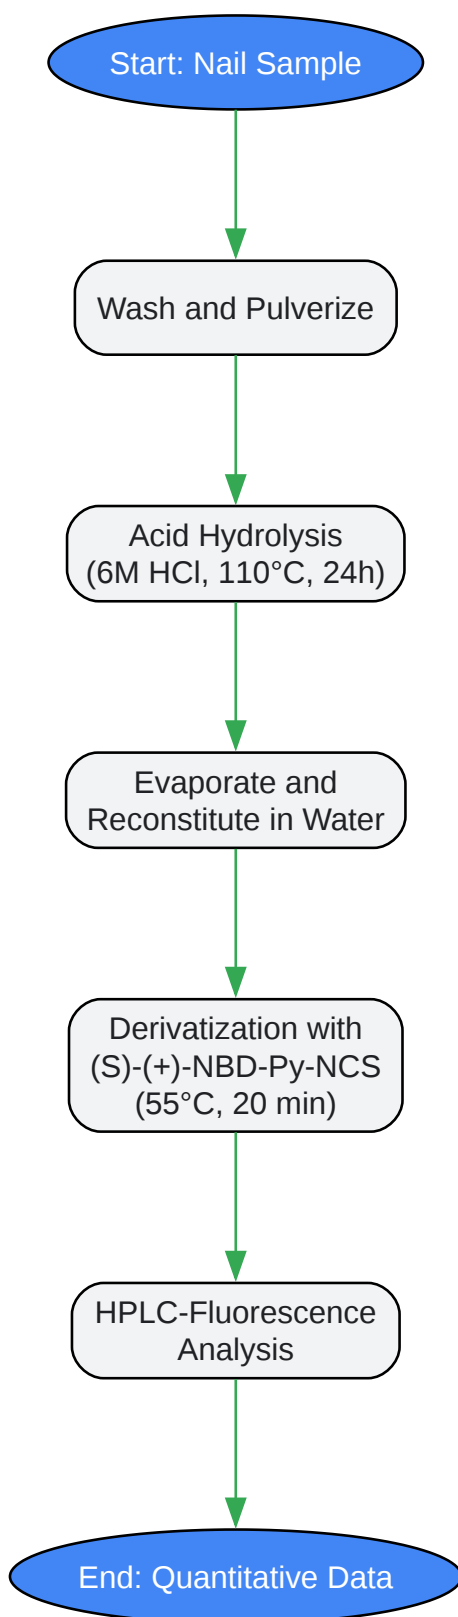 Start: Nail Sample
Wash and Pulverize
Acid Hydrolysis
(6M HCl, 110°C, 24h)
Evaporate and
Reconstitute in Water
Derivatization with
(S)-(+)-NBD-Py-NCS
(55°C, 20 min)
HPLC-Fluorescence
Analysis
End: Quantitative Data